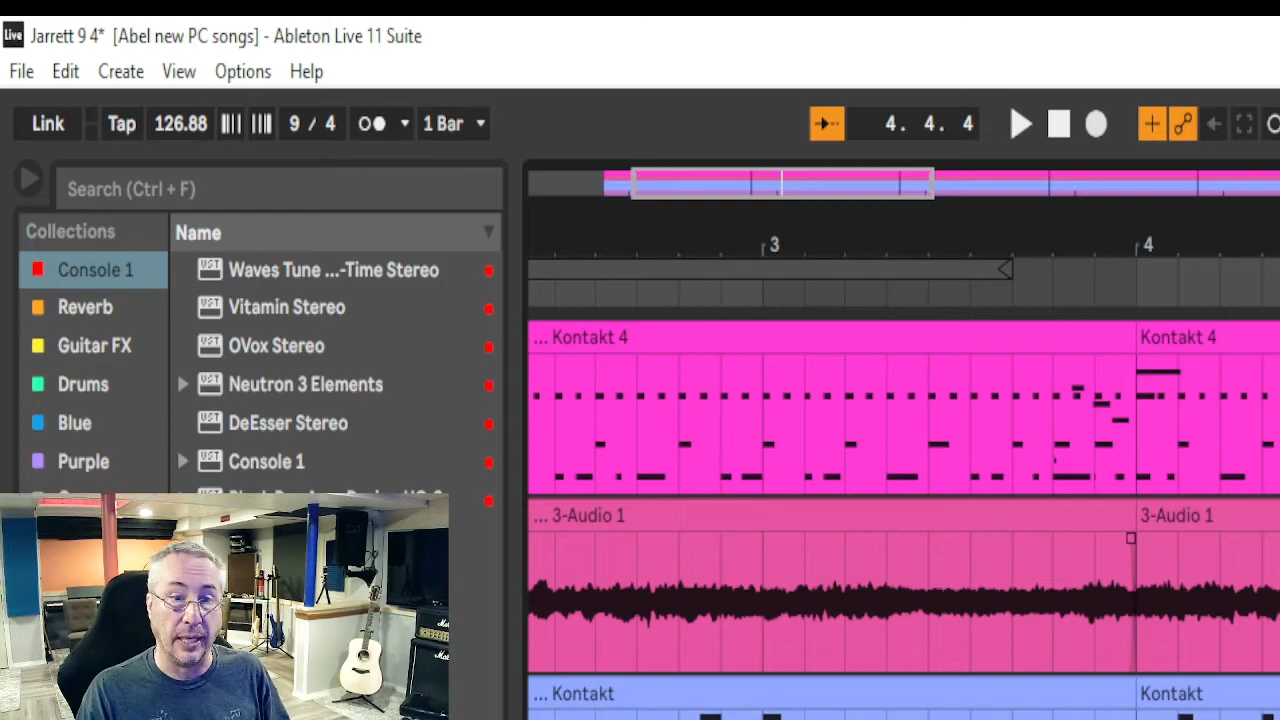 Live Jarrett 9 4* [Abel new PC songs] - Ableton Live 11 Suite
File Edit Create View Options Help
Link Tap 126.88 9 / 4 1 Bar 4. 4. 4
Search (Ctrl + F)
Collections Name
3 4
Console 1 Waves Tune ...-Time Stereo
Reverb Vitamin Stereo
Guitar FX OVox Stereo
Drums Neutron 3 Elements
Blue DeEsser Stereo
Purple Console 1
... Kontakt 4 Kontakt 4
... 3-Audio 1 3-Audio 1
... Kontakt Kontakt